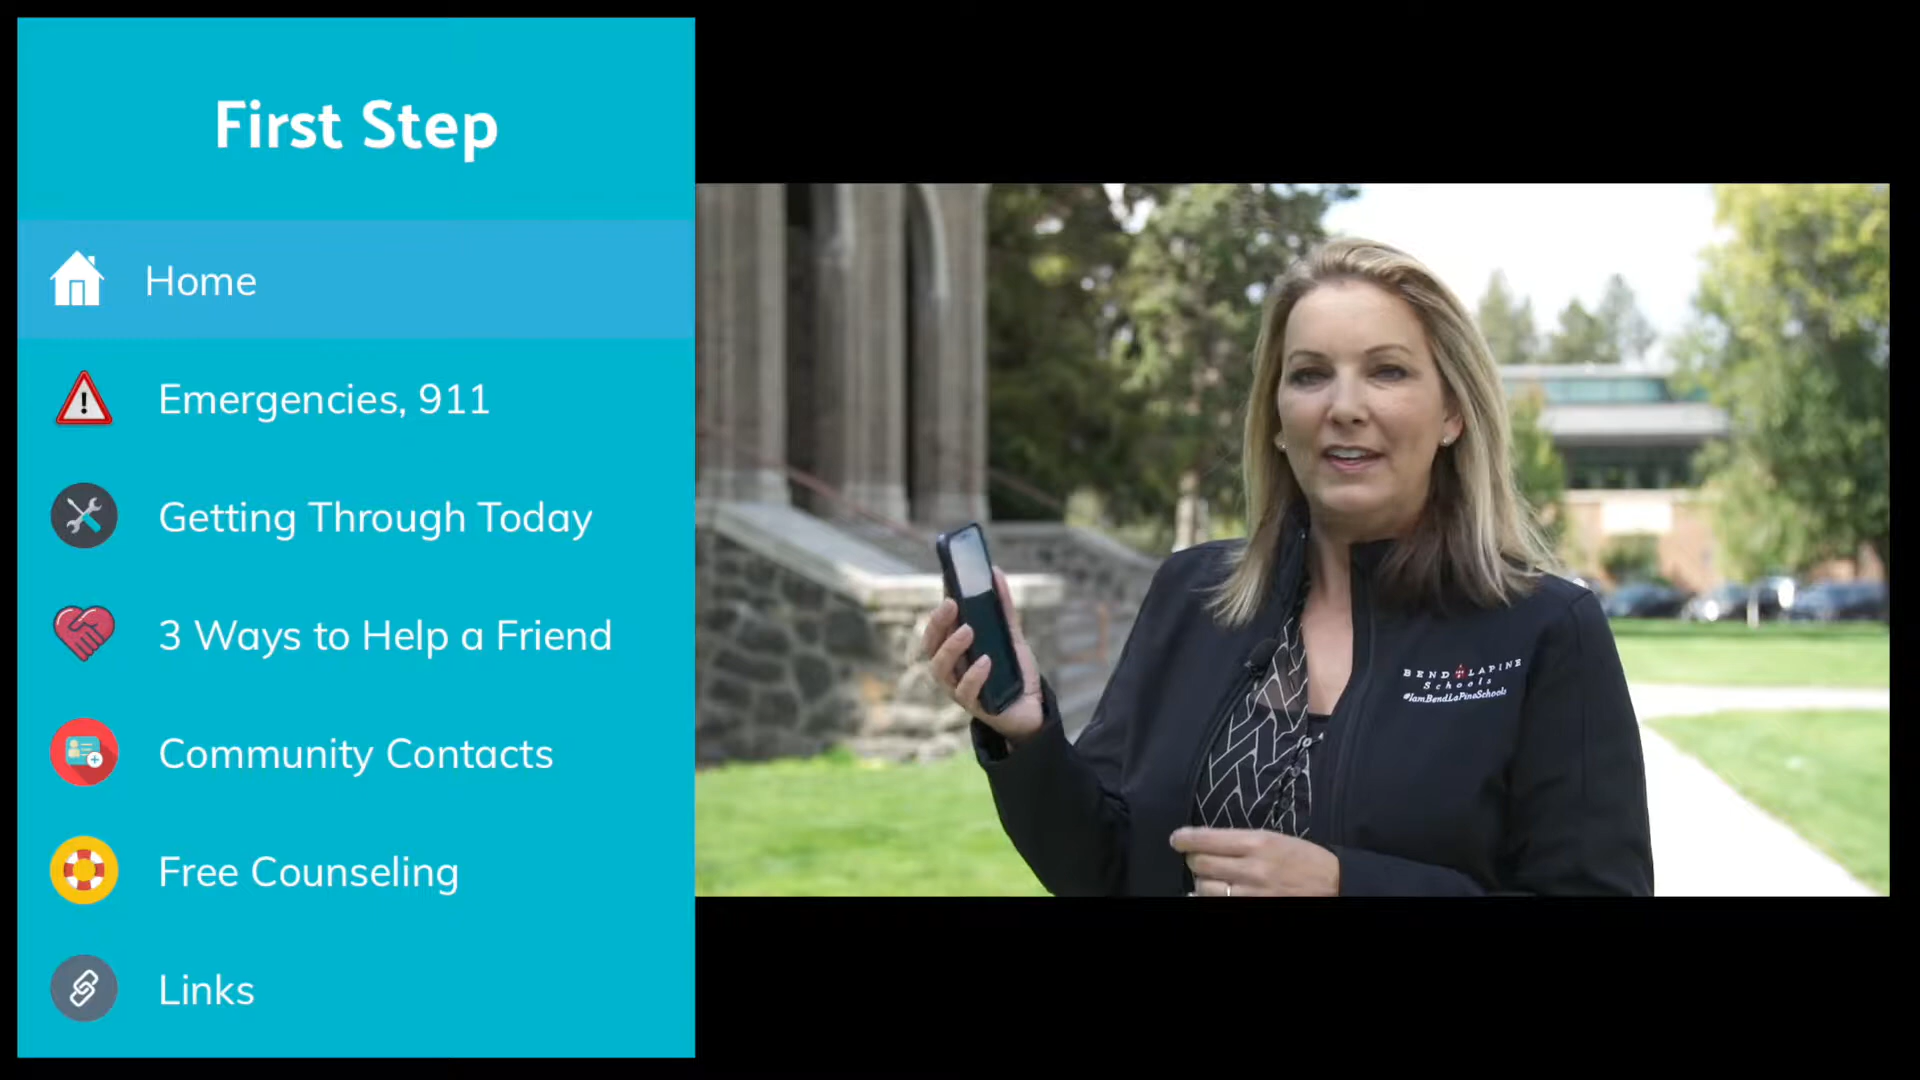 First Step
Home
Emergencies, 911
Getting Through Today
3 Ways to Help a Friend
Community Contacts
Free Counseling
Links
BEND LAPINE
Schools
#IamBendLaPineSchools